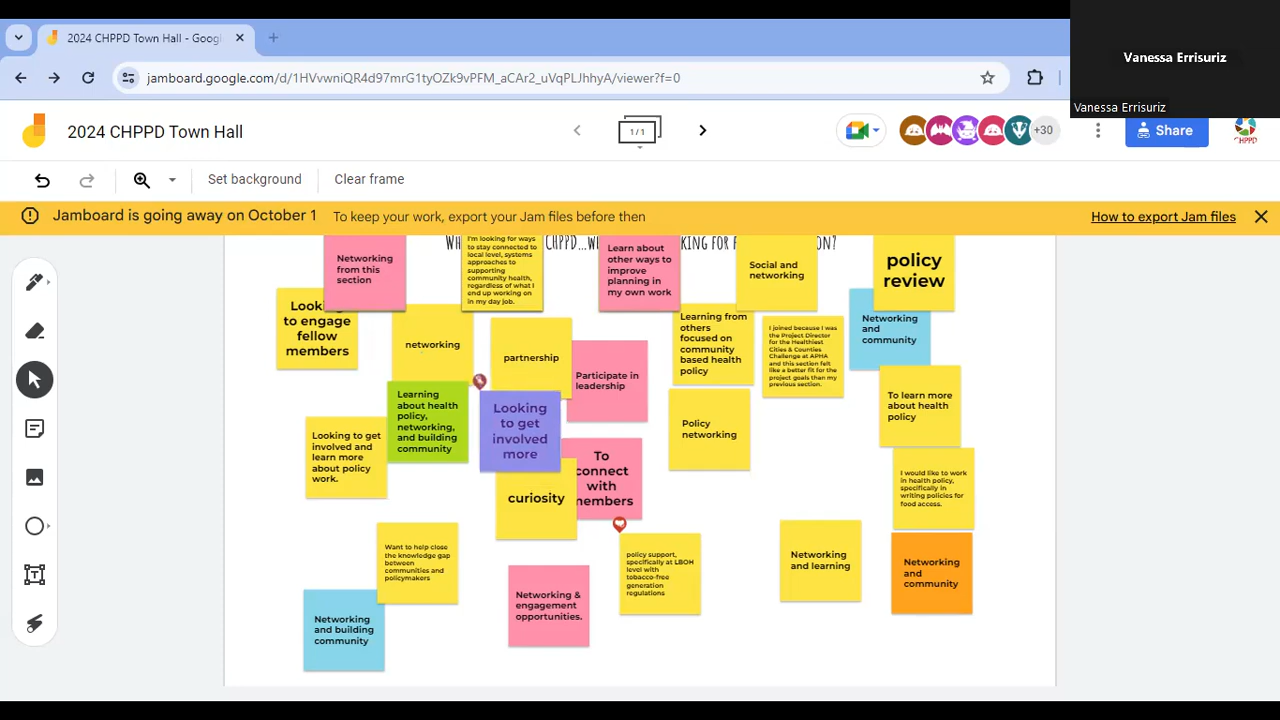 2024 CHPPD Town Hall - Goog
Vanessa Errisuriz
Vanessa Errisuriz
jamboard.google.com/d/1HVvwniQR4d97mrG1tyOZk9vPFM_aCAr2_uVqPLJhhyA/viewer?f=0
2024 CHPPD Town Hall
1 / 1
+30
Share
CHPPD
Set background
Clear frame
Jamboard is going away on October 1
To keep your work, export your Jam files before then
How to export Jam files
CHPPD...
Networking
from this
section
I'm looking for ways
to stay connected to
local level, systems
approaches to
supporting
community health,
regardless of what I
end up working on
in my day job.
Learn about
other ways to
improve
planning in
my own work
Social and
networking
policy
review
Looking
to engage
fellow
members
networking
partnership
Participate in
leadership
Learning from
others
focused on
community
based health
policy
I joined because I was
the Project Director
for the Healthiest
Cities & Counties
Challenge at APHA
and this section felt
like a better fit for the
project goals than my
previous section.
Networking
and
community
Learning
about health
policy,
networking,
and building
community
Looking
to get
involved
more
Policy
networking
To learn more
about health
policy
Looking to get
involved and
learn more
about policy
work.
curiosity
To
connect
with
members
I would like to work
in health policy,
specifically in
writing policies for
food access.
Want to help close
the knowledge gap
between
communities and
policymakers
policy support,
specifically at LBOH
level with
tobacco-free
generation
regulations
Networking
and learning
Networking
and
community
Networking
and building
community
Networking &
engagement
opportunities.